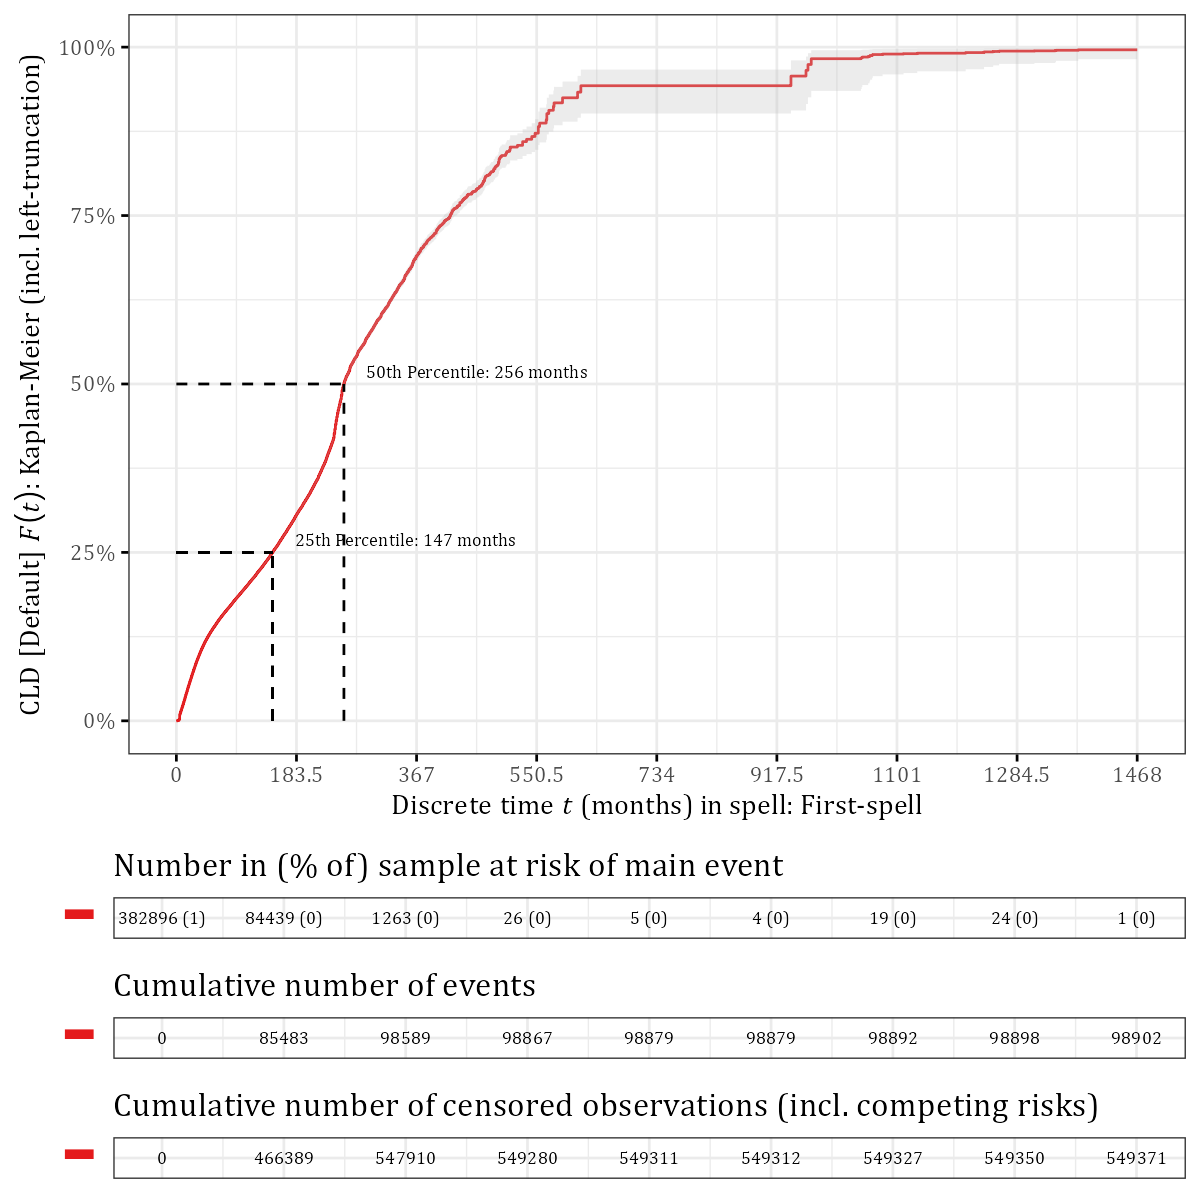 CLD [Default] F(t): Kaplan-Meier (incl. left-truncation)
100%
75%
50%
25%
0%
50th Percentile: 256 months
25th Percentile: 147 months
0 183.5 367 550.5 734 917.5 1101 1284.5 1468
Discrete time t (months) in spell: First-spell
Number in (% of) sample at risk of main event
382896 (1) 84439 (0) 1263 (0) 26 (0) 5 (0) 4 (0) 19 (0) 24 (0) 1 (0)
Cumulative number of events
0 85483 98589 98867 98879 98879 98892 98898 98902
Cumulative number of censored observations (incl. competing risks)
0 466389 547910 549280 549311 549312 549327 549350 549371